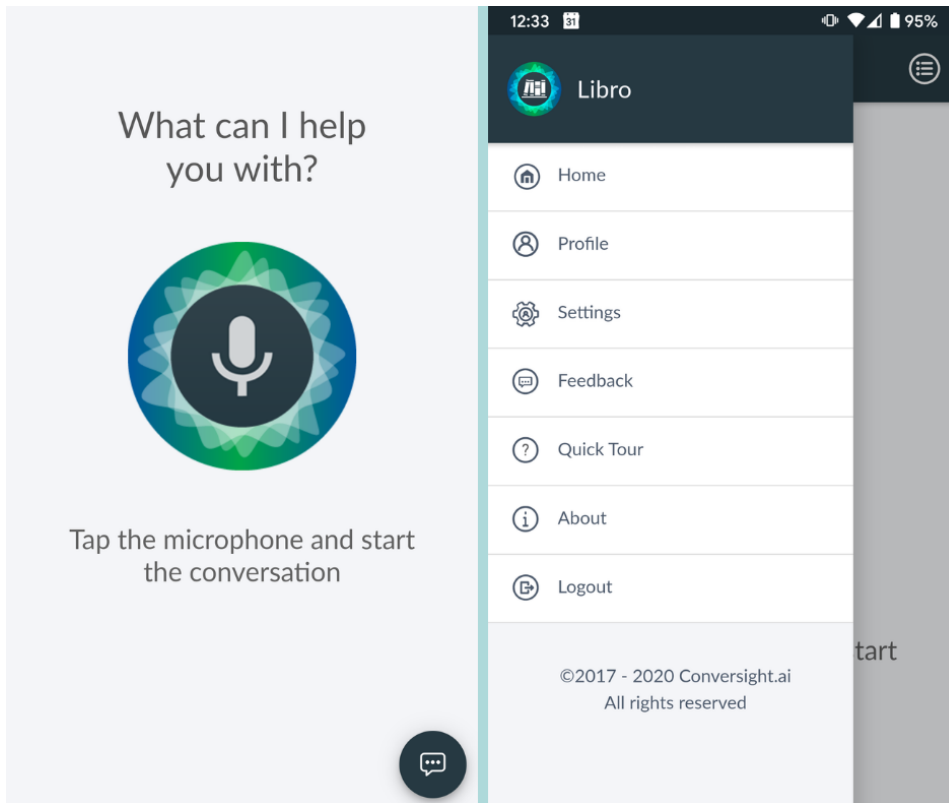 What can I help
you with?
Tap the microphone and start
the conversation
12:33
31
95%
Libro
Home
Profile
Settings
Feedback
? Quick Tour
i About
Logout
tart
©2017 - 2020 Conversight.ai
All rights reserved